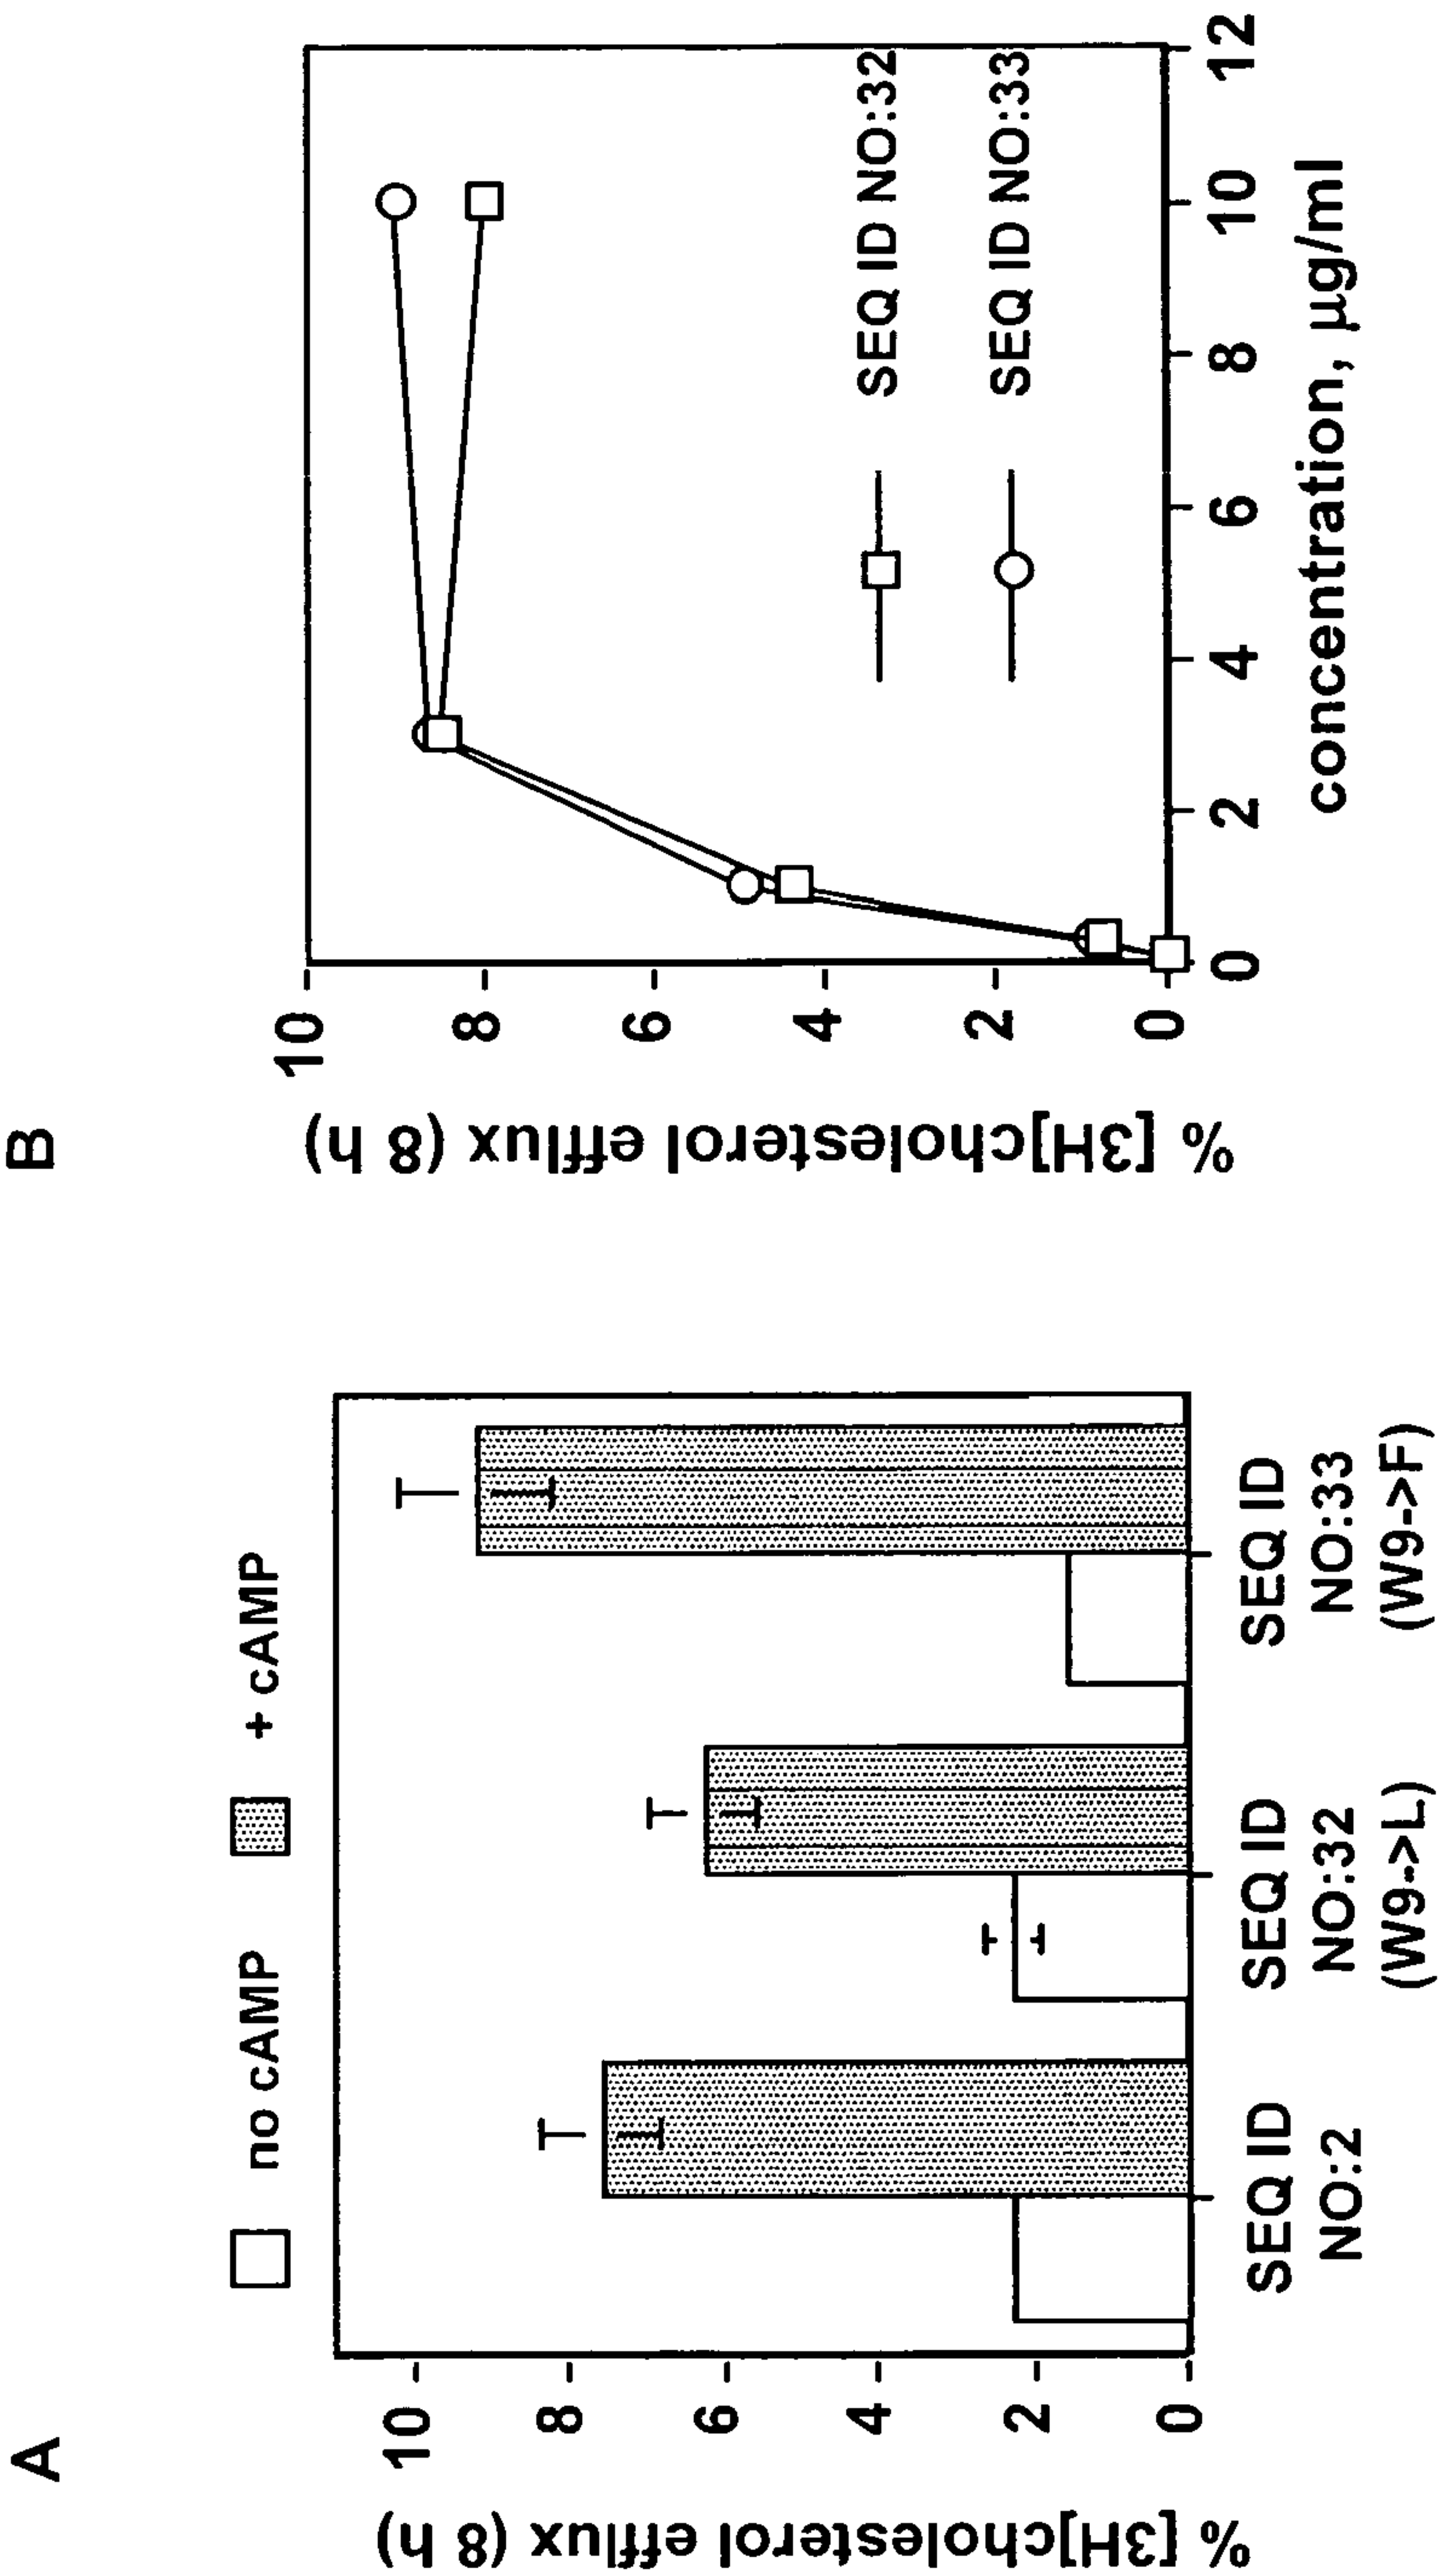 A
no cAMP
+ cAMP
% [3H]cholesterol efflux (8 h)
10
8
6
4
2
0
SEQ ID
NO:2
SEQ ID
NO:32
(W9->L)
SEQ ID
NO:33
(W9->F)
B
% [3H]cholesterol efflux (8 h)
10
8
6
4
2
0
SEQ ID NO:32
SEQ ID NO:33
0 2 4 6 8 10 12
concentration, µg/ml